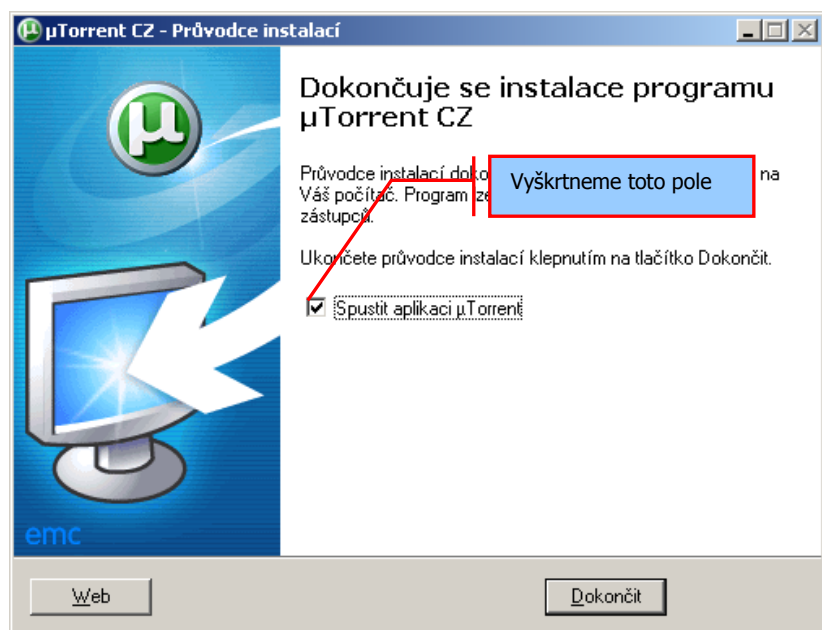 µTorrent CZ - Průvodce instalací
Dokončuje se instalace programu
µTorrent CZ
Průvodce instalací na
Vyškrtneme toto pole
Váš počítač. Program
zástupců.
Ukončete průvodce instalací klepnutím na tlačítko Dokončit.
Spustit aplikaci µTorrent
emc
Web
Dokončit